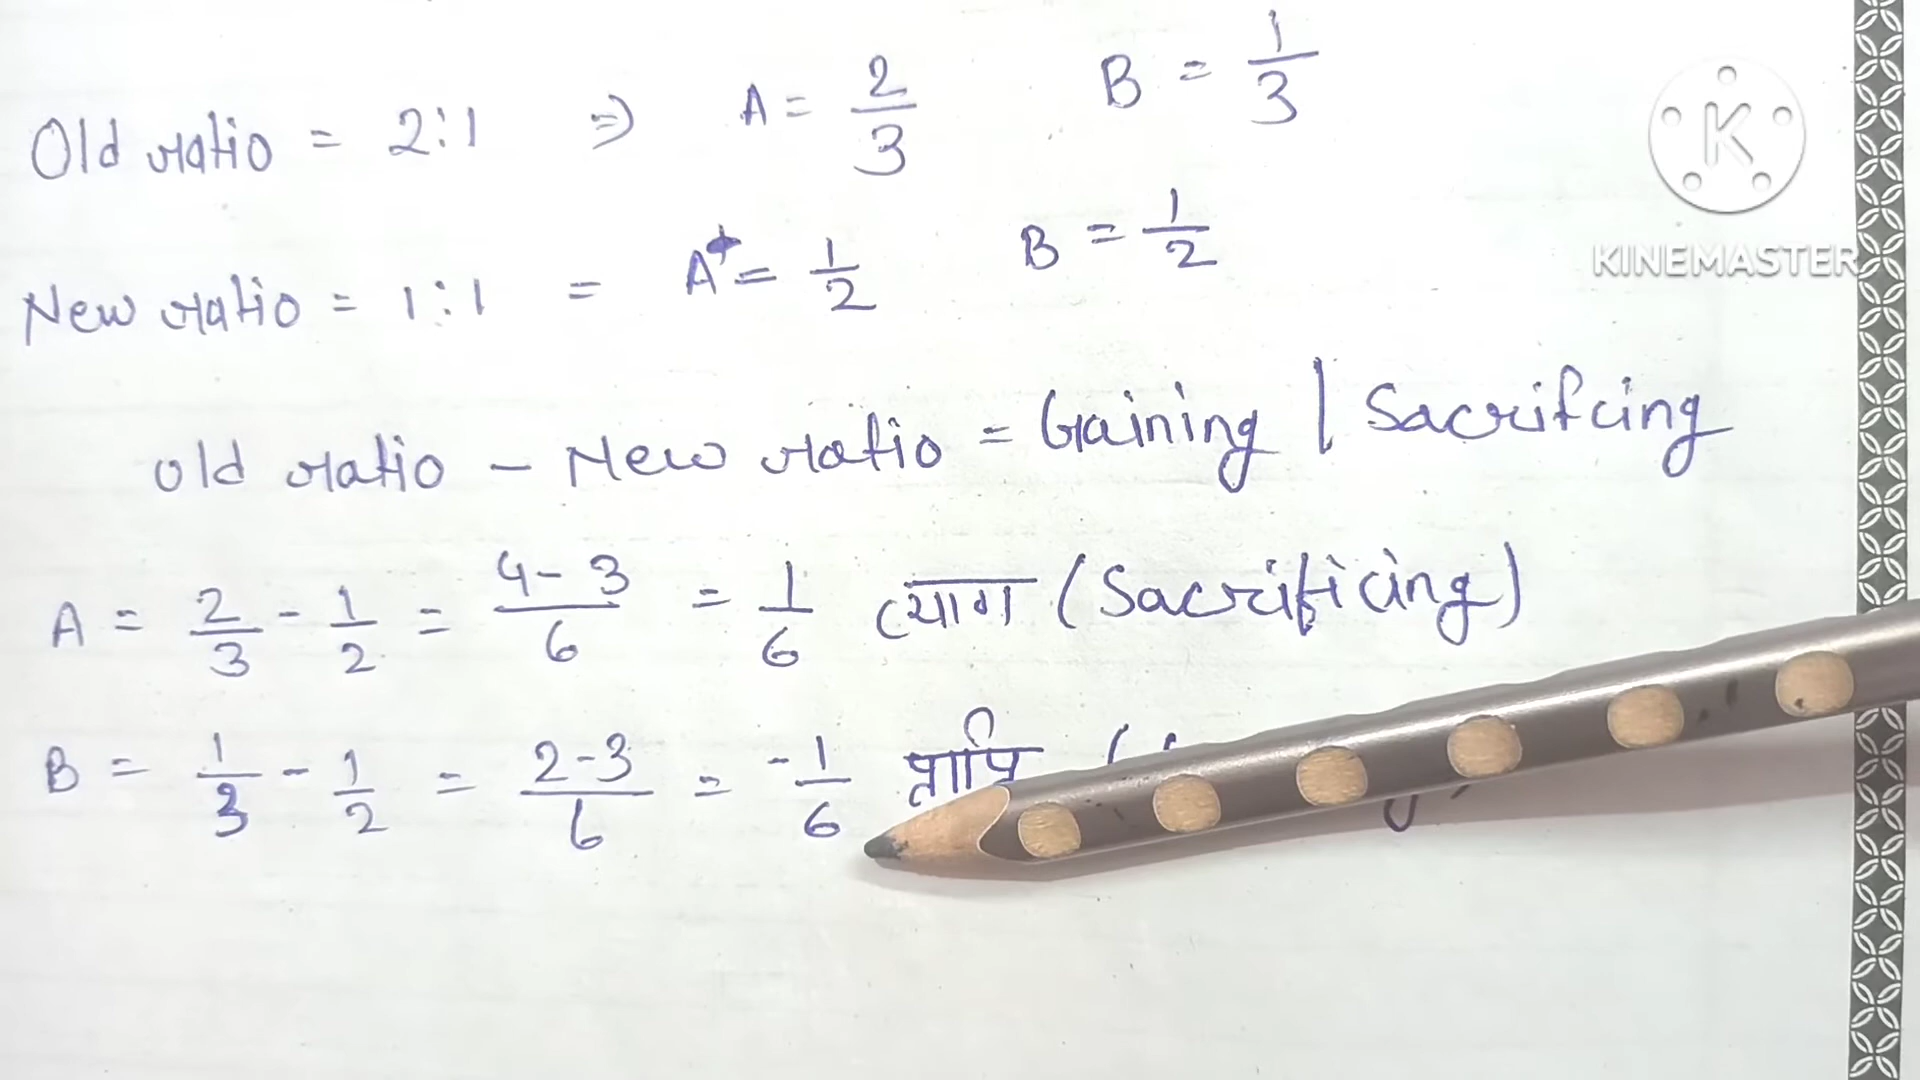 Old ratio = 2:1 ⇒ A = 2/3 B = 1/3
New ratio = 1:1 = A = 1/2 B = 1/2
Old ratio - New ratio = Gaining | Sacrifcing
A = 2/3 - 1/2 = 4-3/6 = 1/6 त्याग (Sacrificing)
B = 1/3 - 1/2 = 2-3/6 = -1/6 प्राप्ति (
K
KINEMASTER